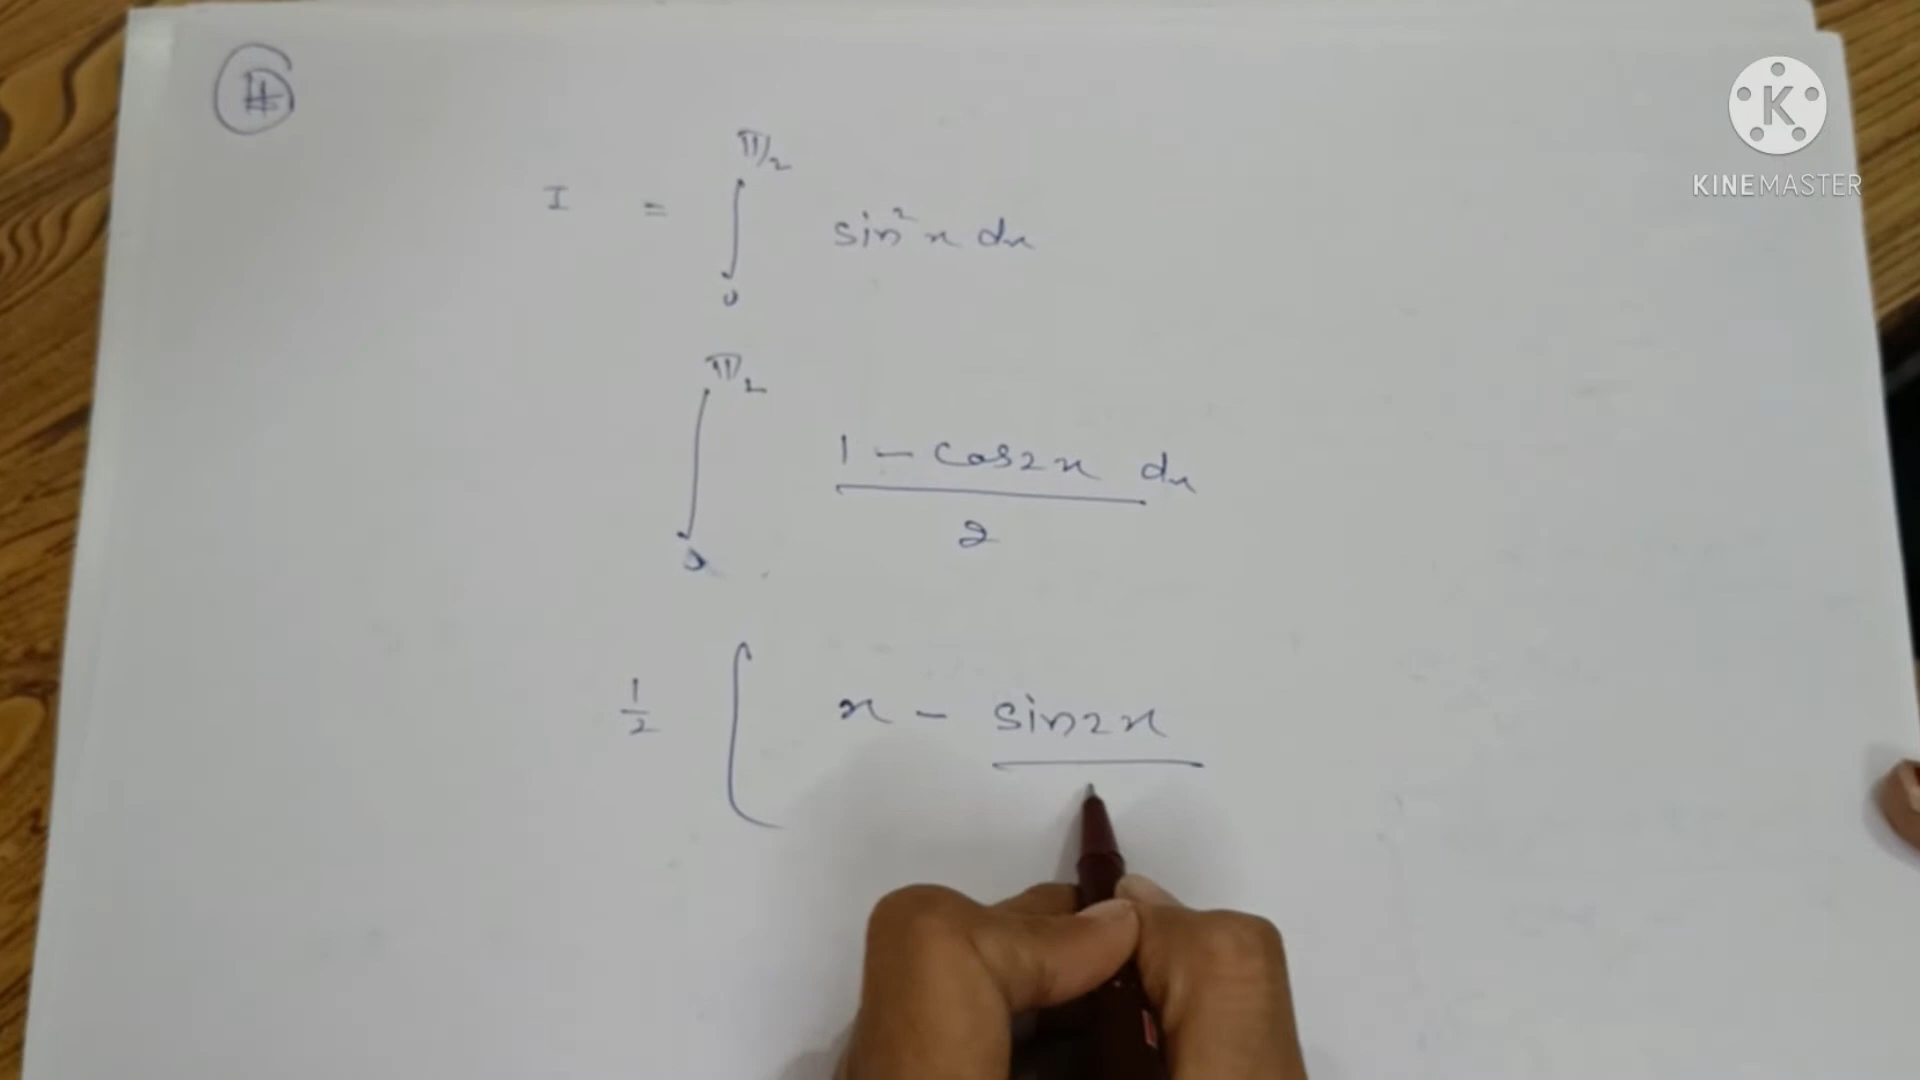 KINEMASTER
I = ∫₀^π/2 sin²x dx
∫₀^π/2 1 - cos2x dx / 2
1/2 [ x - sin2x